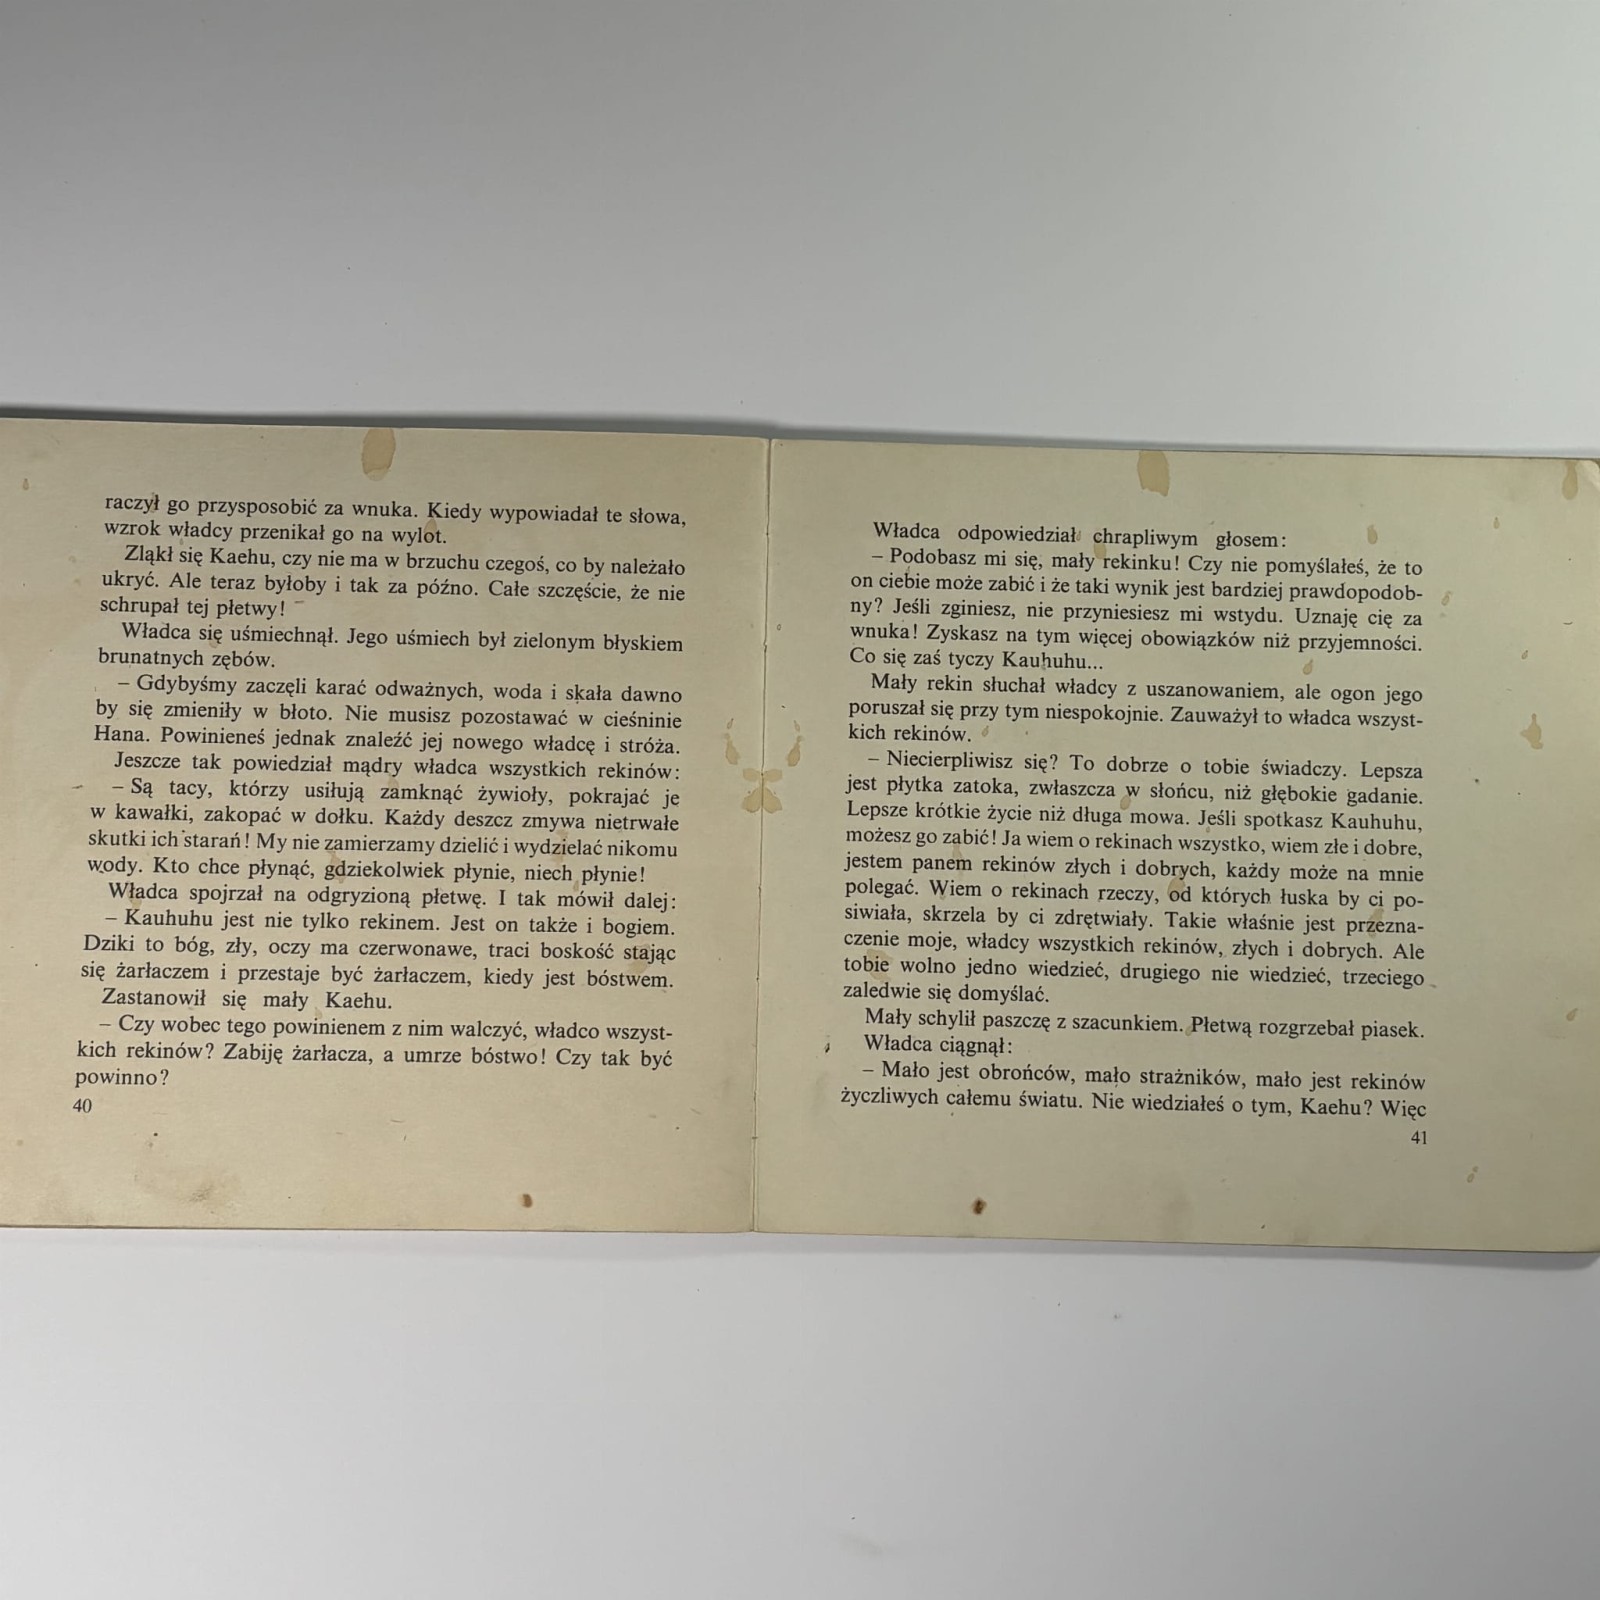 raczył go przysposobić za wnuka. Kiedy wypowiadał te słowa,
wzrok władcy przenikał go na wylot.
Zląkł się Kaehu, czy nie ma w brzuchu czegoś, co by należało
ukryć. Ale teraz byłoby i tak za późno. Całe szczęście, że nie
schrupał tej płetwy!
Władca się uśmiechnął. Jego uśmiech był zielonym błyskiem
brunatnych zębów.
– Gdybyśmy zaczęli karać odważnych, woda i skała dawno
by się zmieniły w błoto. Nie musisz pozostawać w cieśninie
Hana. Powinieneś jednak znaleźć jej nowego władcę i stróża.
Jeszcze tak powiedział mądry władca wszystkich rekinów:
– Są tacy, którzy usiłują zamknąć żywioły, pokrajać je
w kawałki, zakopać w dołku. Każdy deszcz zmywa nietrwałe
skutki ich starań! My nie zamierzamy dzielić i wydzielać nikomu
wody. Kto chce płynąć, gdziekolwiek płynie, niech płynie!
Władca spojrzał na odgryzioną płetwę. I tak mówił dalej:
– Kauhuhu jest nie tylko rekinem. Jest on także i bogiem.
Dziki to bóg, zły, oczy ma czerwonawe, traci boskość stając
się żarłaczem i przestaje być żarłaczem, kiedy jest bóstwem.
Zastanowił się mały Kaehu.
– Czy wobec tego powinienem z nim walczyć, władco wszyst-
kich rekinów? Zabiję żarłacza, a umrze bóstwo! Czy tak być
powinno?
40
Władca odpowiedział chrapliwym głosem:
– Podobasz mi się, mały rekinku! Czy nie pomyślałeś, że to
on ciebie może zabić i że taki wynik jest bardziej prawdopodob-
ny? Jeśli zginiesz, nie przyniesiesz mi wstydu. Uznaję cię za
wnuka! Zyskasz na tym więcej obowiązków niż przyjemności.
Co się zaś tyczy Kauhuhu...
Mały rekin słuchał władcy z uszanowaniem, ale ogon jego
poruszał się przy tym niespokojnie. Zauważył to władca wszyst-
kich rekinów.
– Niecierpliwisz się? To dobrze o tobie świadczy. Lepsza
jest płytka zatoka, zwłaszcza w słońcu, niż głębokie gadanie.
Lepsze krótkie życie niż długa mowa. Jeśli spotkasz Kauhuhu,
możesz go zabić! Ja wiem o rekinach wszystko, wiem złe i dobre,
jestem panem rekinów złych i dobrych, każdy może na mnie
polegać. Wiem o rekinach rzeczy, od których łuska by ci po-
siwiała, skrzela by ci zdrętwiały. Takie właśnie jest przezna-
czenie moje, władcy wszystkich rekinów, złych i dobrych. Ale
tobie wolno jedno wiedzieć, drugiego nie wiedzieć, trzeciego
zaledwie się domyślać.
Mały schylił paszczę z szacunkiem. Płetwą rozgrzebał piasek.
Władca ciągnął:
– Mało jest obrońców, mało strażników, mało jest rekinów
życzliwych całemu światu. Nie wiedziałeś o tym, Kaehu? Więc
41